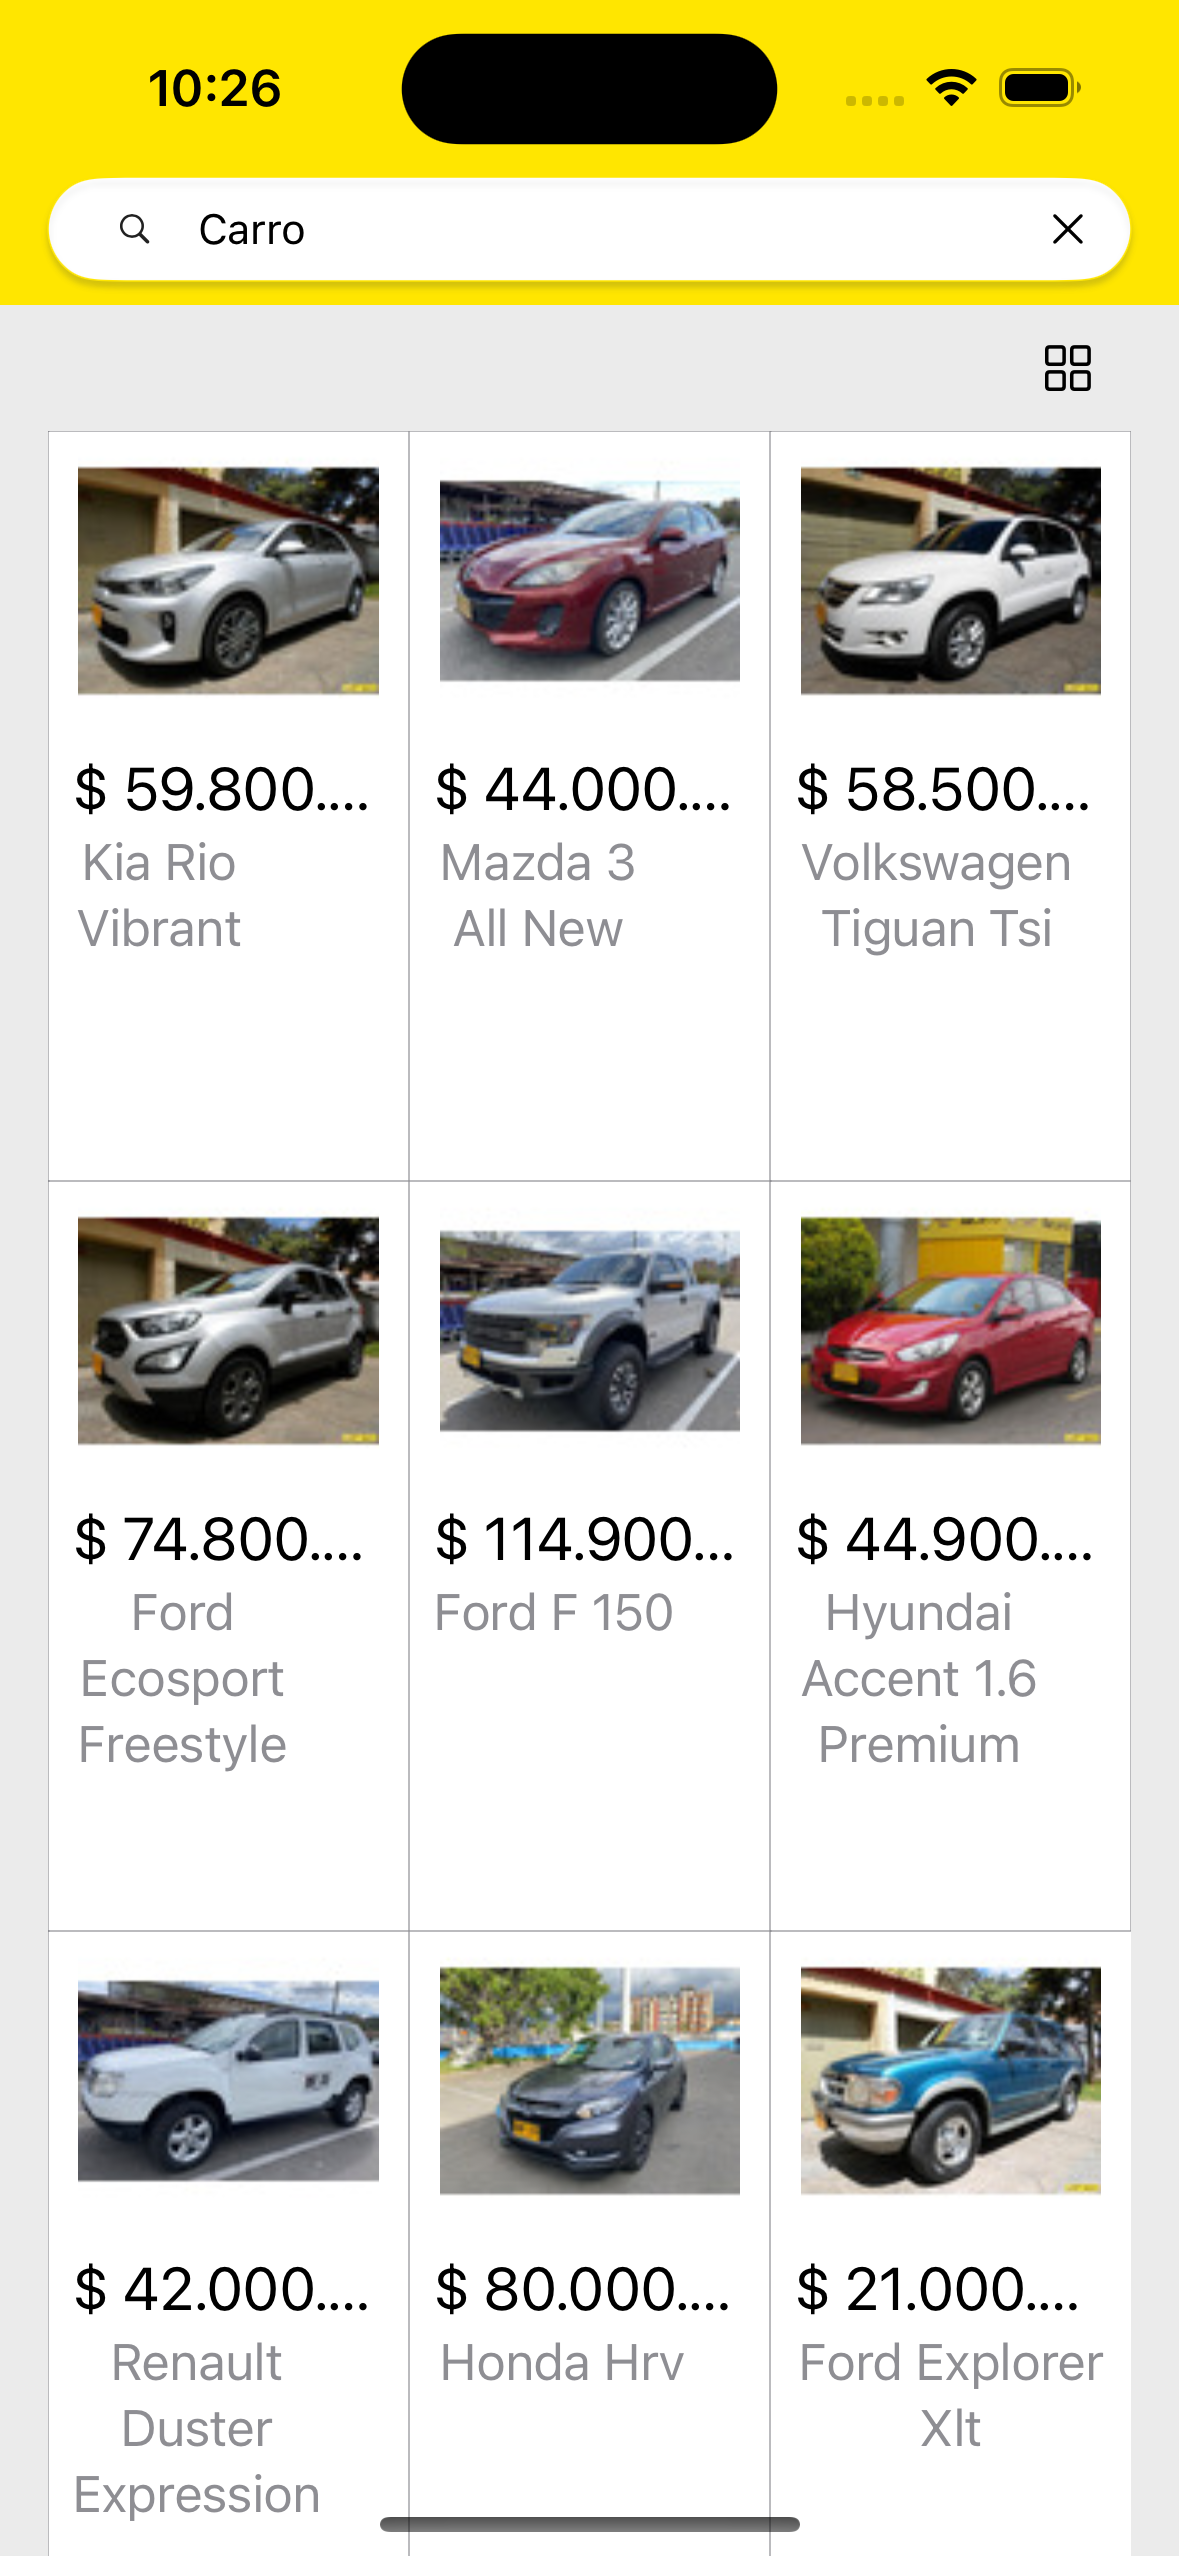 10:26
Carro
$ 59.800....
Kia Rio
Vibrant
$ 44.000....
Mazda 3
All New
$ 58.500....
Volkswagen
Tiguan Tsi
$ 74.800....
Ford
Ecosport
Freestyle
$ 114.900...
Ford F 150
$ 44.900....
Hyundai
Accent 1.6
Premium
$ 42.000....
Renault
Duster
Expression
$ 80.000....
Honda Hrv
$ 21.000....
Ford Explorer
Xlt